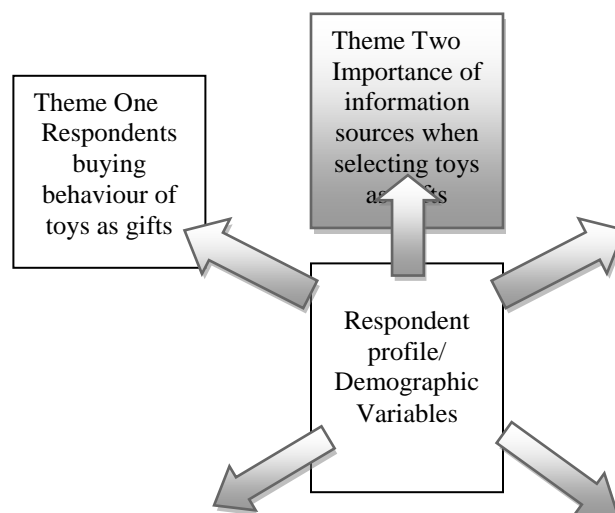 Theme One
Respondents
buying
behaviour of
toys as gifts
Theme Two
Importance of
information
sources when
selecting toys
as gifts
Respondent
profile/
Demographic
Variables